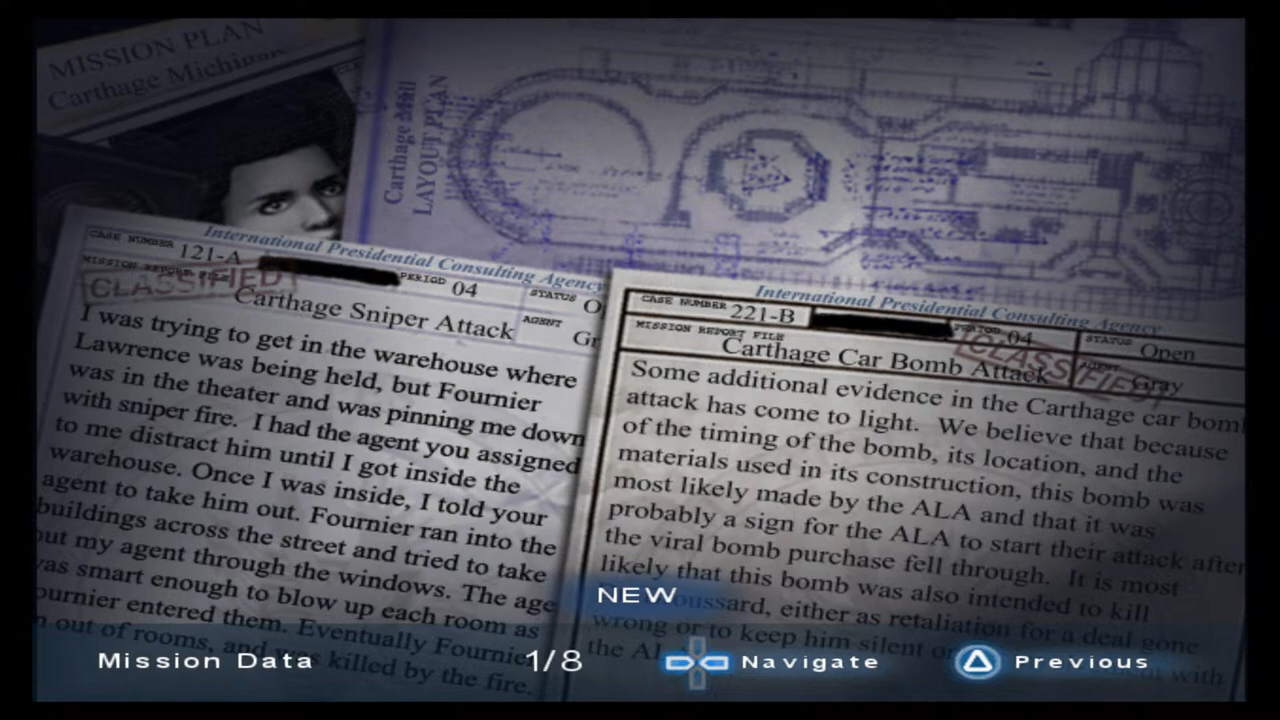 MISSION PLAN
Carthage Michigan
Carthage Mall
LAYOUT PLAN
International Presidential Consulting Agency
CASE NUMBER 121-A
PERIOD 04
STATUS O
MISSION REPORT FILE
CLASSIFIED
Carthage Sniper Attack
AGENT Gr
I was trying to get in the warehouse where
Lawrence was being held, but Fournier
was in the theater and was pinning me down
with sniper fire. I had the agent you assigned
to me distract him until I got inside the
warehouse. Once I was inside, I told your
agent to take him out. Fournier ran into the
buildings across the street and tried to take
out my agent through the windows. The age
was smart enough to blow up each room as
ournier entered them. Eventually Fournier
n out of rooms, and was killed by the fire.
International Presidential Consulting Agency
CASE NUMBER 221-B
PERIOD 04
STATUS Open
MISSION REPORT FILE
Carthage Car Bomb Attack
CLASSIFIED
Gray
Some additional evidence in the Carthage car bom
attack has come to light. We believe that because
of the timing of the bomb, its location, and the
materials used in its construction, this bomb was
most likely made by the ALA and that it was
probably a sign for the ALA to start their attack after
the viral bomb purchase fell through. It is most
likely that this bomb was also intended to kill
oussard, either as retaliation for a deal gone
wrong or to keep him silent
the AL
with
NEW
Mission Data
1/8
Navigate
Previous